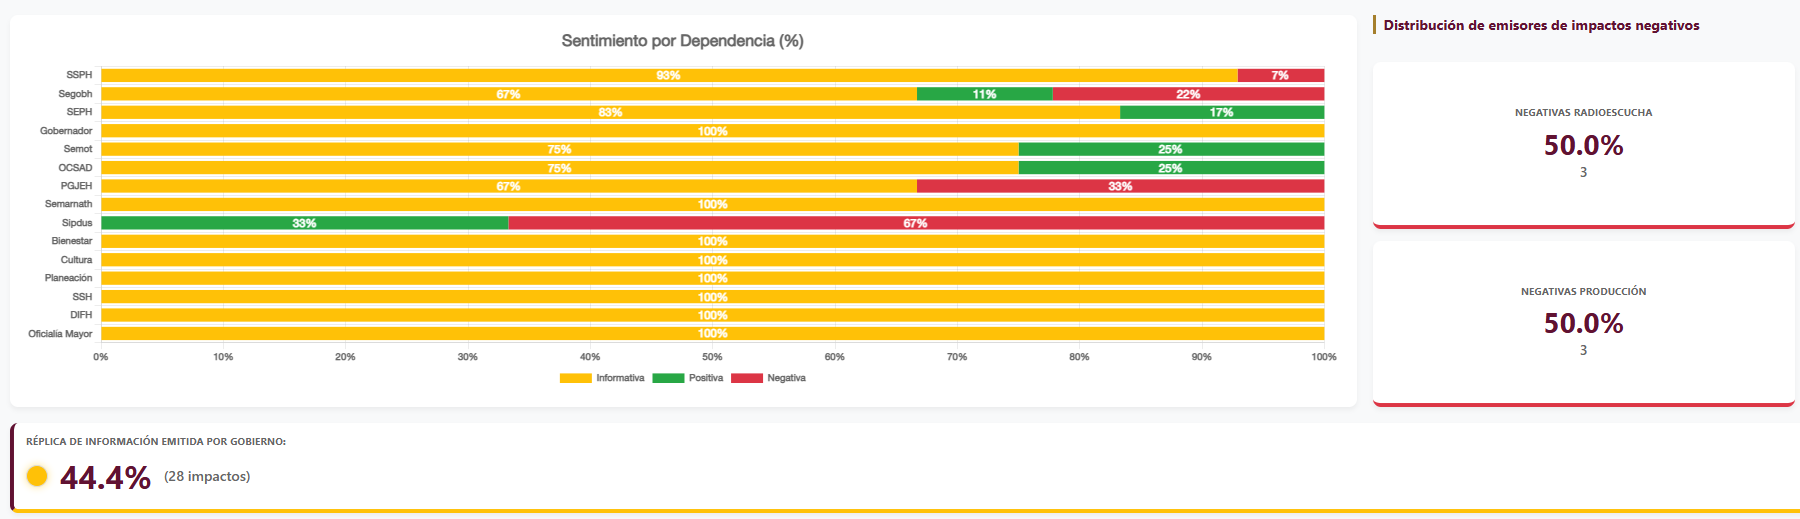 Sentimiento por Dependencia (%)
SSPH 93% 7%
Segobh 67% 11% 22%
SEPH 83% 17%
Gobernador 100%
Semot 75% 25%
OCSAD 75% 25%
PGJEH 67% 33%
Semarnath 100%
Sipdus 33% 67%
Bienestar 100%
Cultura 100%
Planeación 100%
SSH 100%
DIFH 100%
Oficialía Mayor 100%
0% 10% 20% 30% 40% 50% 60% 70% 80% 90% 100%
Informativa Positiva Negativa
Distribución de emisores de impactos negativos
NEGATIVAS RADIOESCUCHA
50.0%
3
NEGATIVAS PRODUCCIÓN
50.0%
3
RÉPLICA DE INFORMACIÓN EMITIDA POR GOBIERNO:
44.4% (28 impactos)